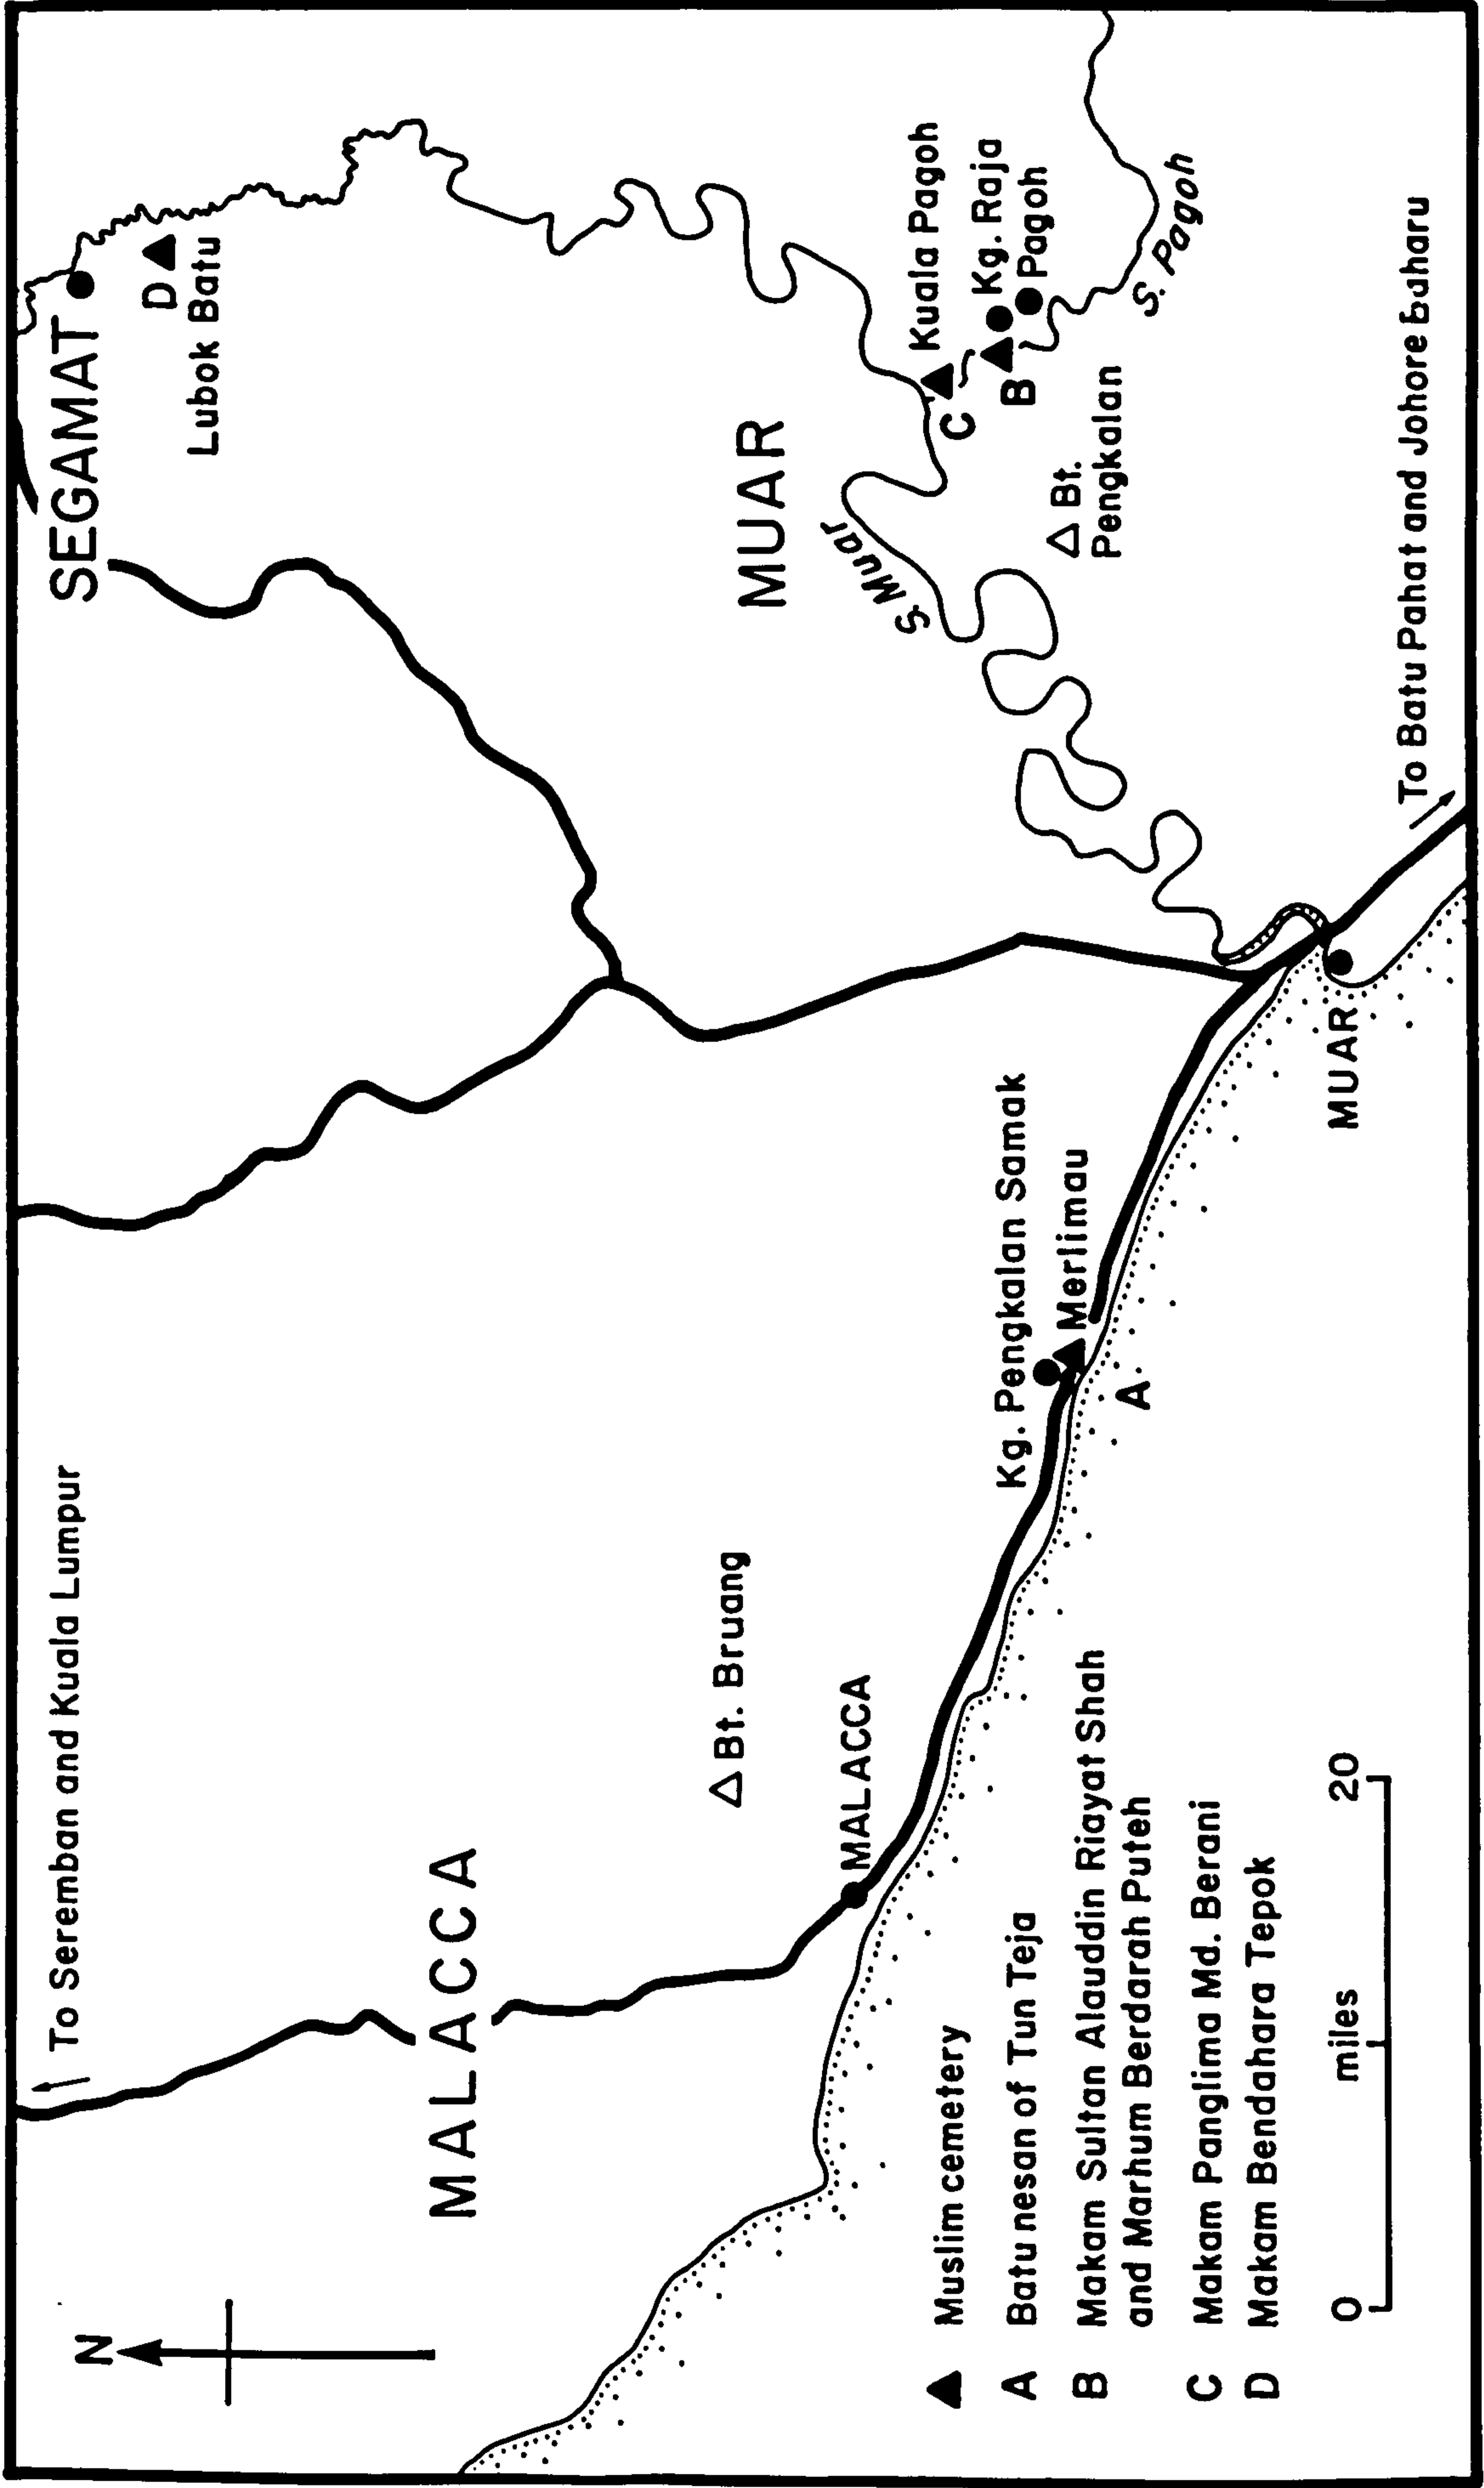 N
To Seremban and Kuala Lumpur
SEGAMAT
D
Lubok Batu
MALACCA
Bt. Bruang
MUAR
MALACCA
S. Muar
Kuala Pagoh
C
Kg. Raja
B
Pagoh
Bt.
Pengkalan
S. Pagoh
Kg. Pengkalan Samak
Merlimau
A
MUAR
To Batu Pahat and Johore Baharu
Muslim cemetery
A Batu nesan of Tun Teja
B Makam Sultan Alauddin Riayat Shah
and Marhum Berdarah Puteh
C Makam Panglima Md. Berani
D Makam Bendahara Tepok
0 miles 20